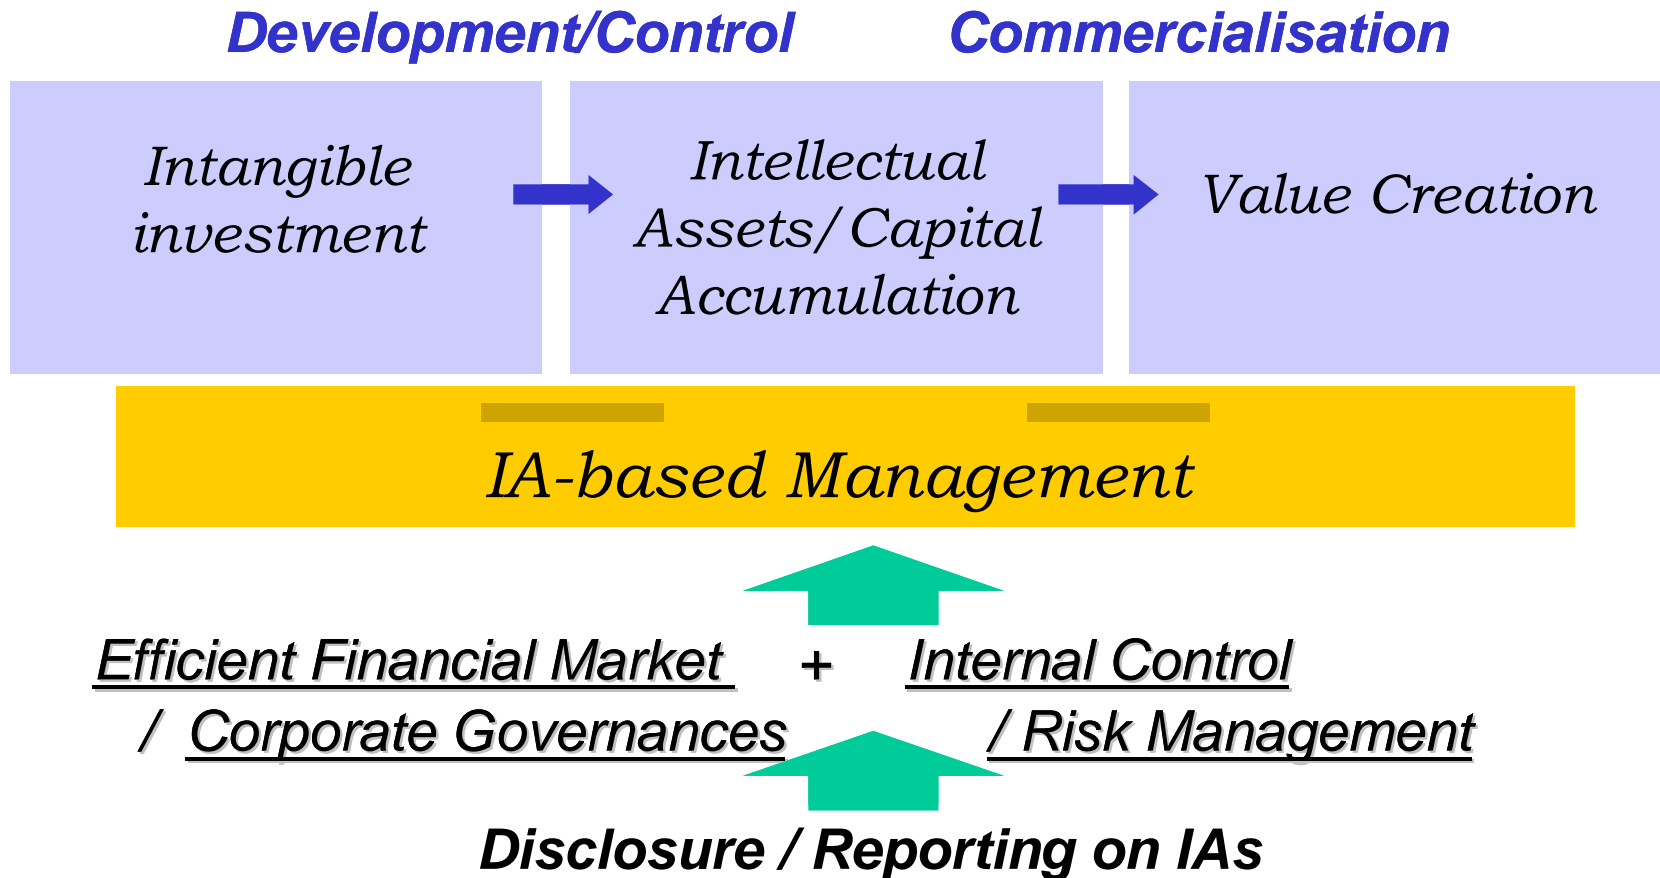 Development/Control Commercialisation
Intangible
investment
Intellectual
Assets/Capital
Accumulation
Value Creation
IA-based Management
Efficient Financial Market + Internal Control
/ Corporate Governances / Risk Management
Disclosure / Reporting on IAs